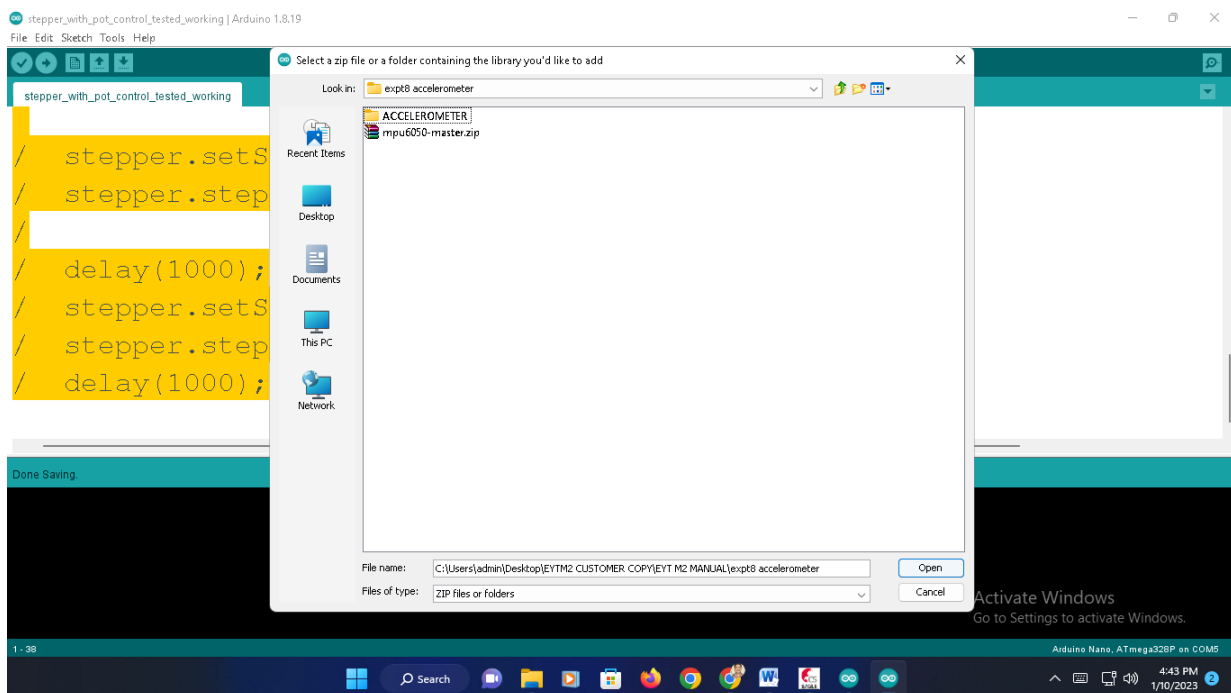 stepper_with_pot_control_tested_working | Arduino 1.8.19
File Edit Sketch Tools Help
Select a zip file or a folder containing the library you'd like to add
stepper_with_pot_control_tested_working
Look in: expt8 accelerometer
ACCELEROMETER
mpu6050-master.zip
Recent Items
Desktop
Documents
This PC
Network
/ stepper.setS
/ stepper.step
/
/ delay(1000);
/ stepper.setS
/ stepper.step
/ delay(1000);
Done Saving.
File name: C:\Users\admin\Desktop\EYTM2 CUSTOMER COPY\EYT M2 MANUAL\expt8 accelerometer Open
Files of type: ZIP files or folders Cancel
Activate Windows
Go to Settings to activate Windows.
1 - 38
Arduino Nano, ATmega328P on COM5
Search
4:43 PM
1/10/2023
2